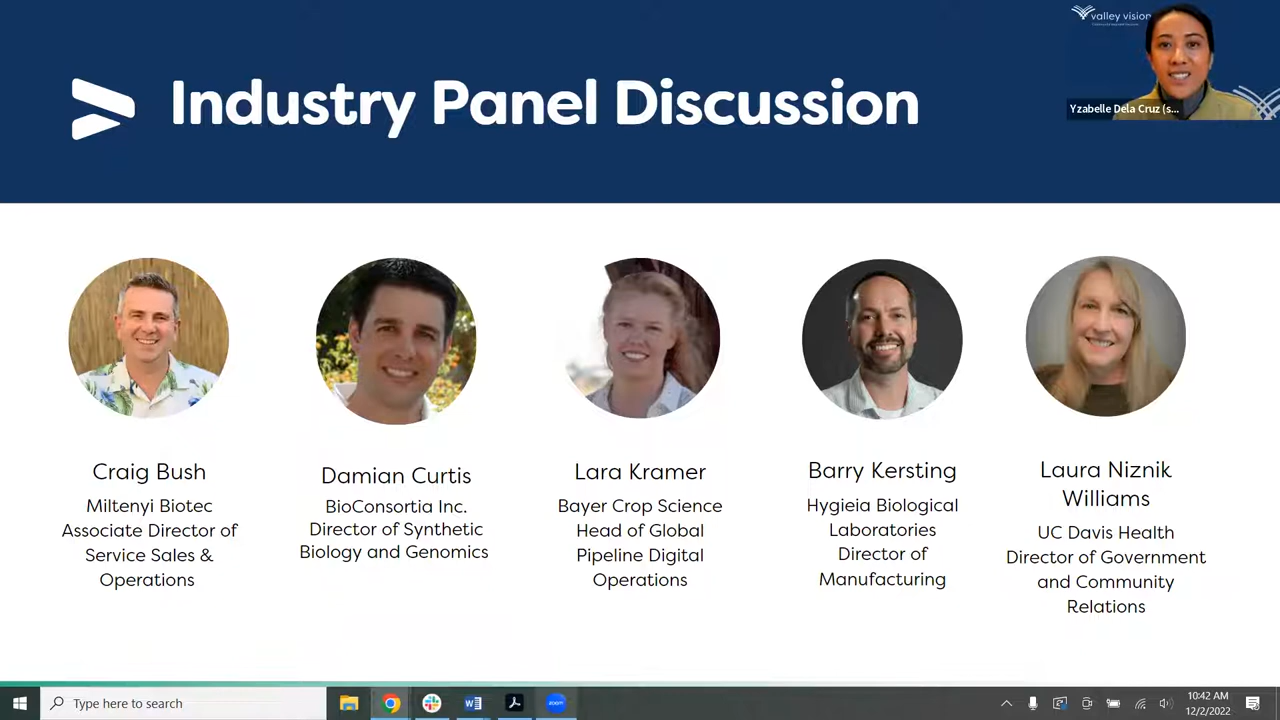 valley vision
Industry Panel Discussion
Yzabelle Dela Cruz (s...
Craig Bush
Miltenyi Biotec
Associate Director of
Service Sales &
Operations
Damian Curtis
BioConsortia Inc.
Director of Synthetic
Biology and Genomics
Lara Kramer
Bayer Crop Science
Head of Global
Pipeline Digital
Operations
Barry Kersting
Hygieia Biological
Laboratories
Director of
Manufacturing
Laura Niznik
Williams
UC Davis Health
Director of Government
and Community
Relations
Type here to search
zoom
10:42 AM
12/2/2022